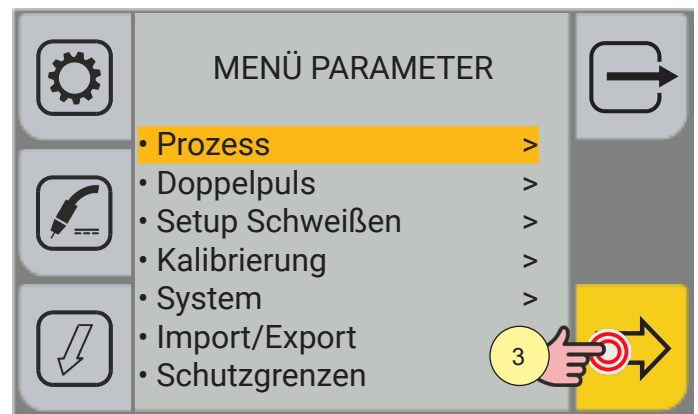 MENÜ PARAMETER
• Prozess >
• Doppelpuls >
• Setup Schweißen >
• Kalibrierung >
• System >
• Import/Export
• Schutzgrenzen
3